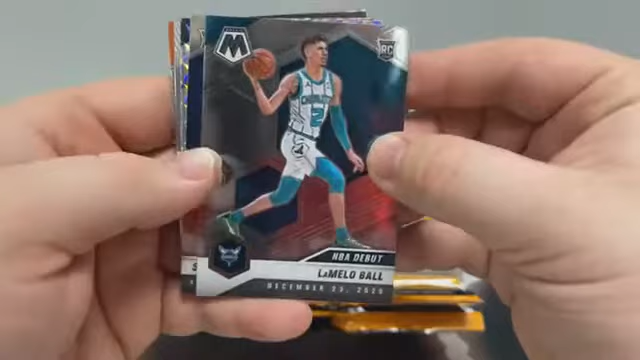 M
RC
2
NBA DEBUT
LaMELO BALL
DECEMBER 23, 2020